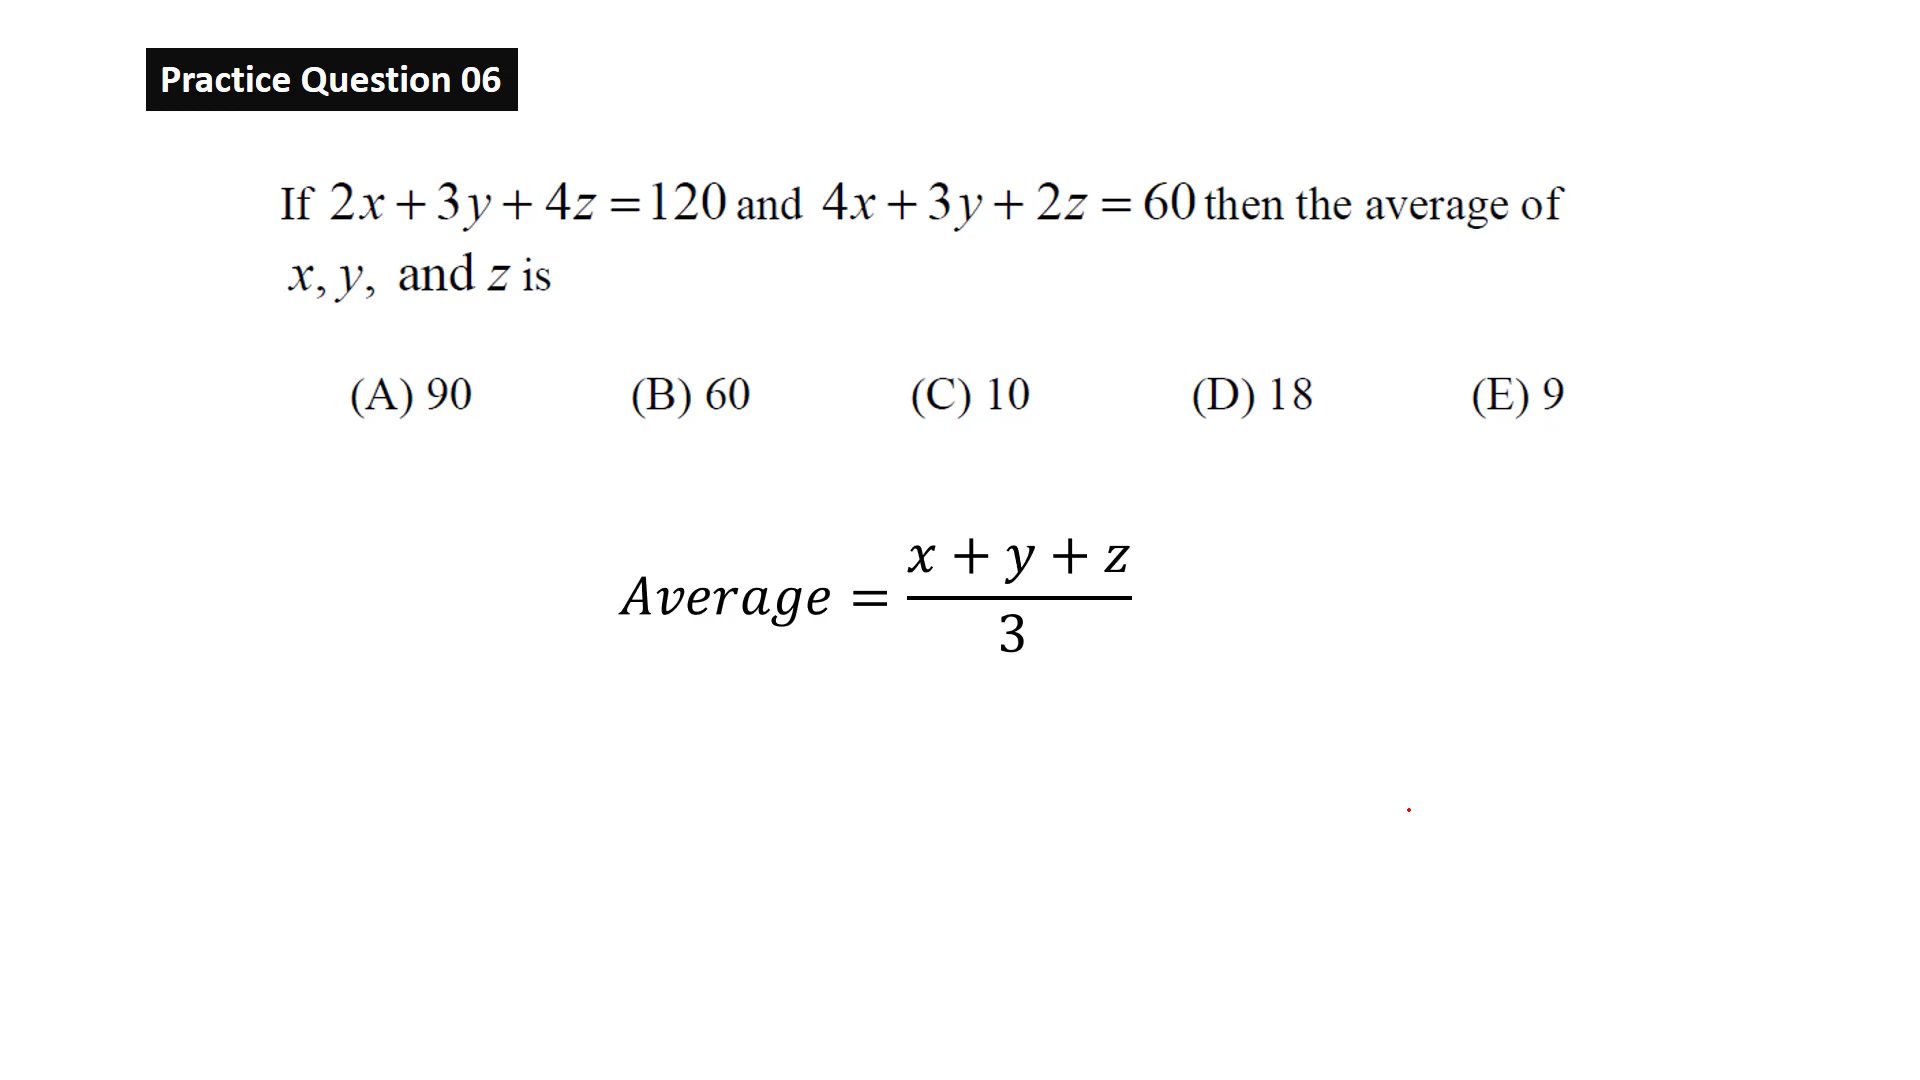 Practice Question 06
If 2x + 3y + 4z = 120 and 4x + 3y + 2z = 60 then the average of
x, y, and z is
(A) 90 (B) 60 (C) 10 (D) 18 (E) 9
Average = \frac{x + y + z}{3}